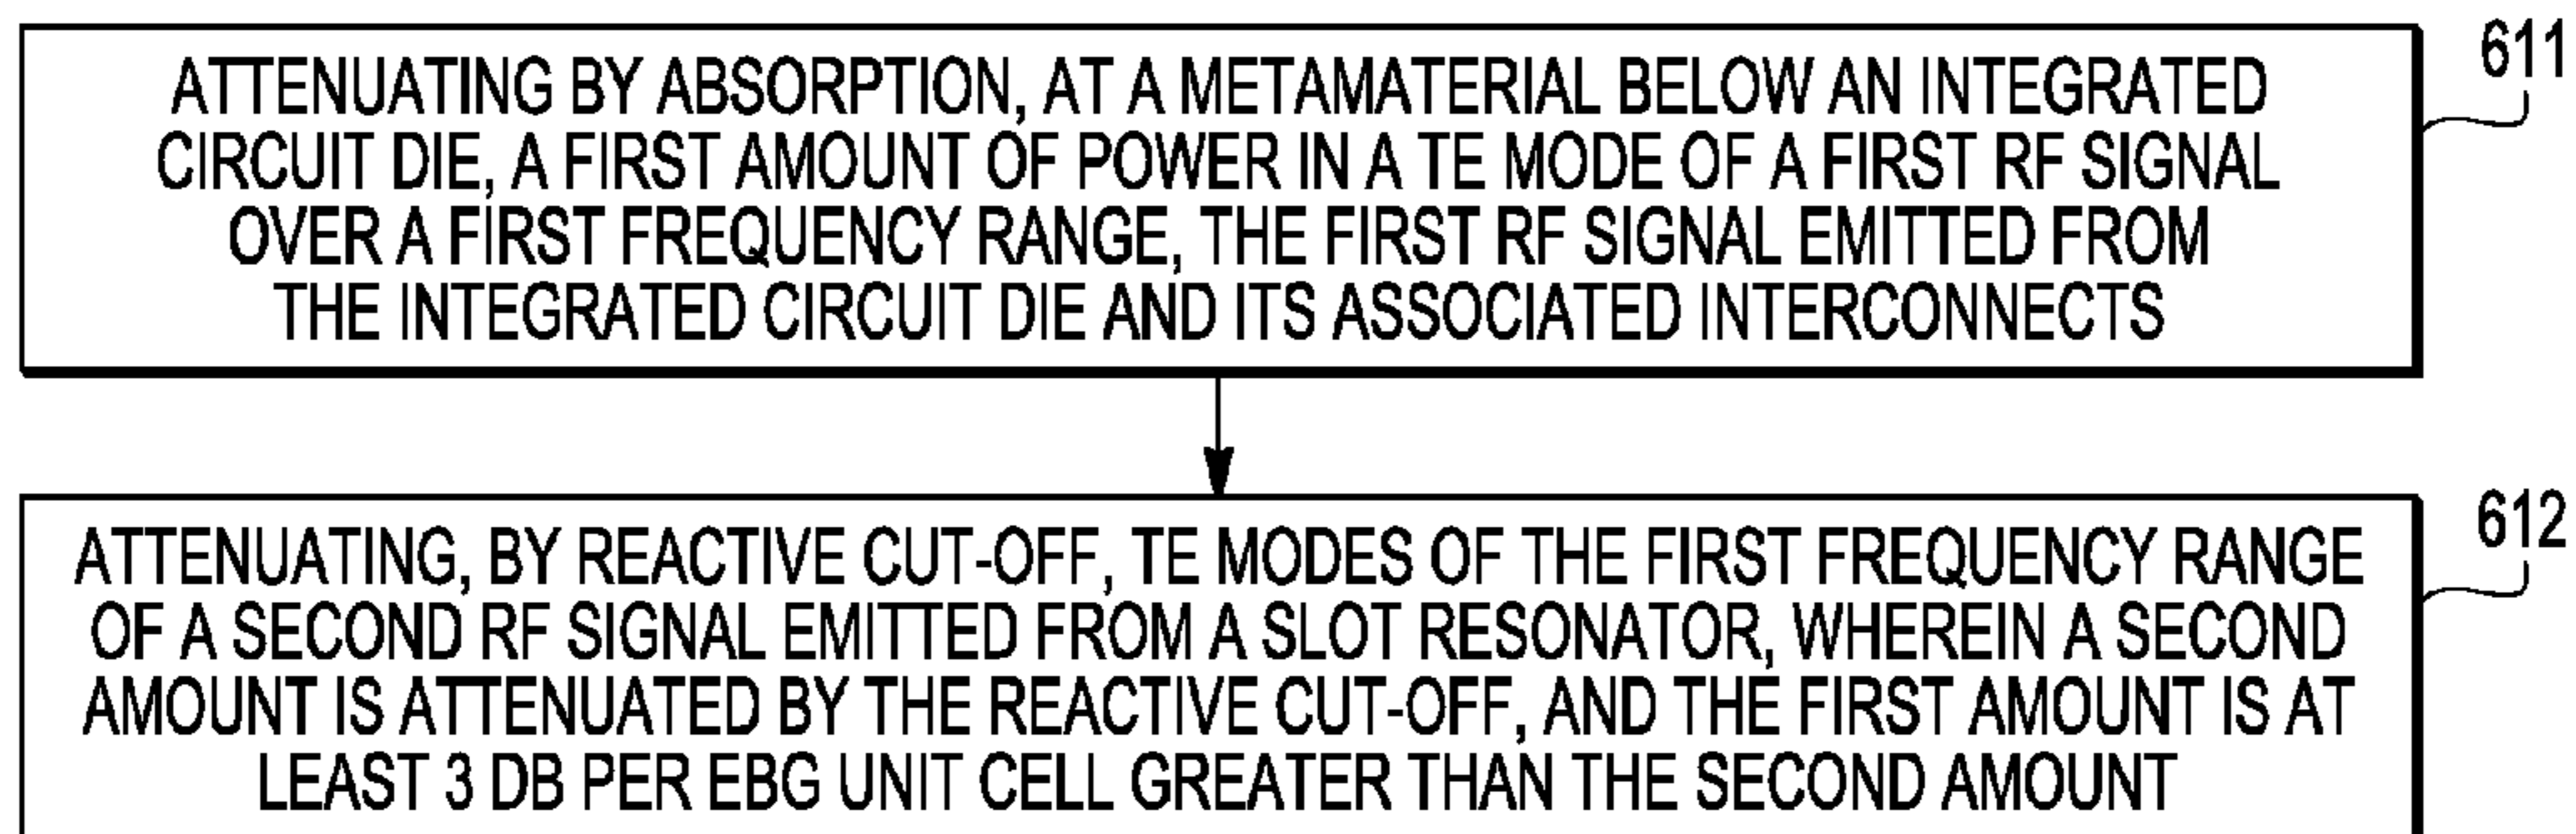 ATTENUATING BY ABSORPTION, AT A METAMATERIAL BELOW AN INTEGRATED
CIRCUIT DIE, A FIRST AMOUNT OF POWER IN A TE MODE OF A FIRST RF SIGNAL
OVER A FIRST FREQUENCY RANGE, THE FIRST RF SIGNAL EMITTED FROM
THE INTEGRATED CIRCUIT DIE AND ITS ASSOCIATED INTERCONNECTS
611
ATTENUATING, BY REACTIVE CUT-OFF, TE MODES OF THE FIRST FREQUENCY RANGE
OF A SECOND RF SIGNAL EMITTED FROM A SLOT RESONATOR, WHEREIN A SECOND
AMOUNT IS ATTENUATED BY THE REACTIVE CUT-OFF, AND THE FIRST AMOUNT IS AT
LEAST 3 DB PER EBG UNIT CELL GREATER THAN THE SECOND AMOUNT
612